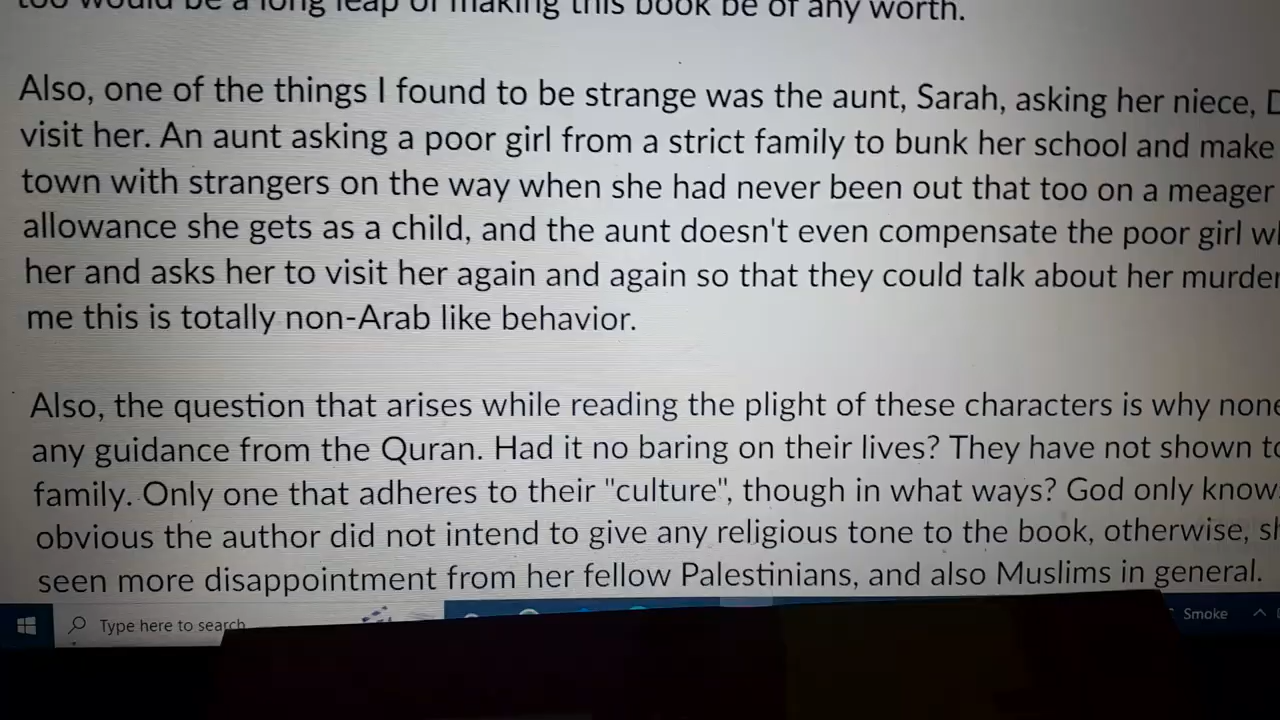 too would be a long leap of making this book be of any worth.
Also, one of the things I found to be strange was the aunt, Sarah, asking her niece,
visit her. An aunt asking a poor girl from a strict family to bunk her school and make
town with strangers on the way when she had never been out that too on a meager
allowance she gets as a child, and the aunt doesn't even compensate the poor girl
her and asks her to visit her again and again so that they could talk about her murder
me this is totally non-Arab like behavior.
Also, the question that arises while reading the plight of these characters is why none
any guidance from the Quran. Had it no baring on their lives? They have not shown
family. Only one that adheres to their "culture", though in what ways? God only know
obvious the author did not intend to give any religious tone to the book, otherwise,
seen more disappointment from her fellow Palestinians, and also Muslims in general.
Type here to search
Smoke